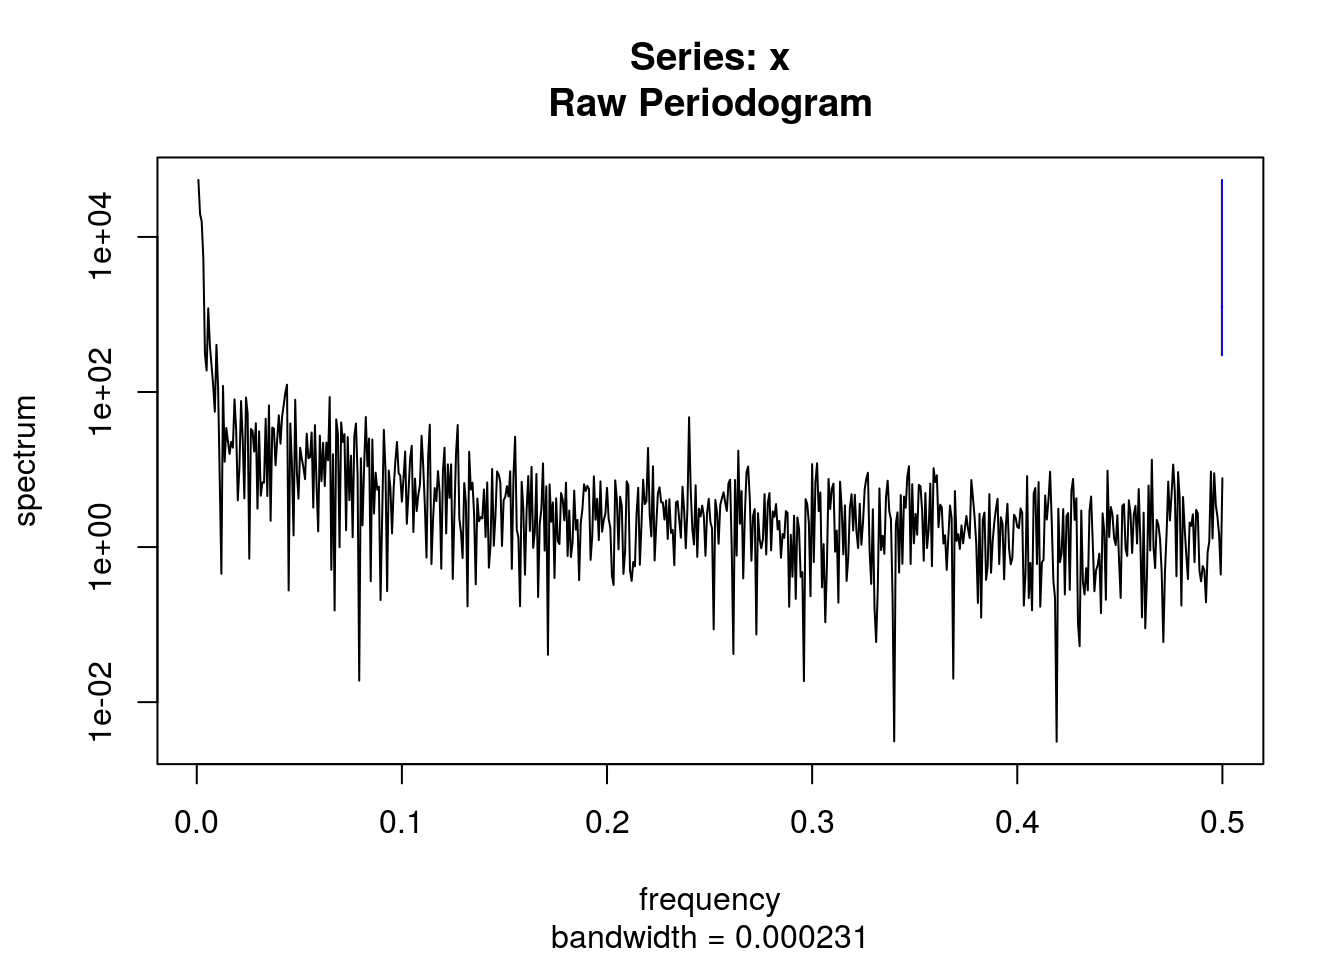 Series: x
Raw Periodogram
spectrum
1e+04
1e+02
1e+00
1e-02
0.0 0.1 0.2 0.3 0.4 0.5
frequency
bandwidth = 0.000231